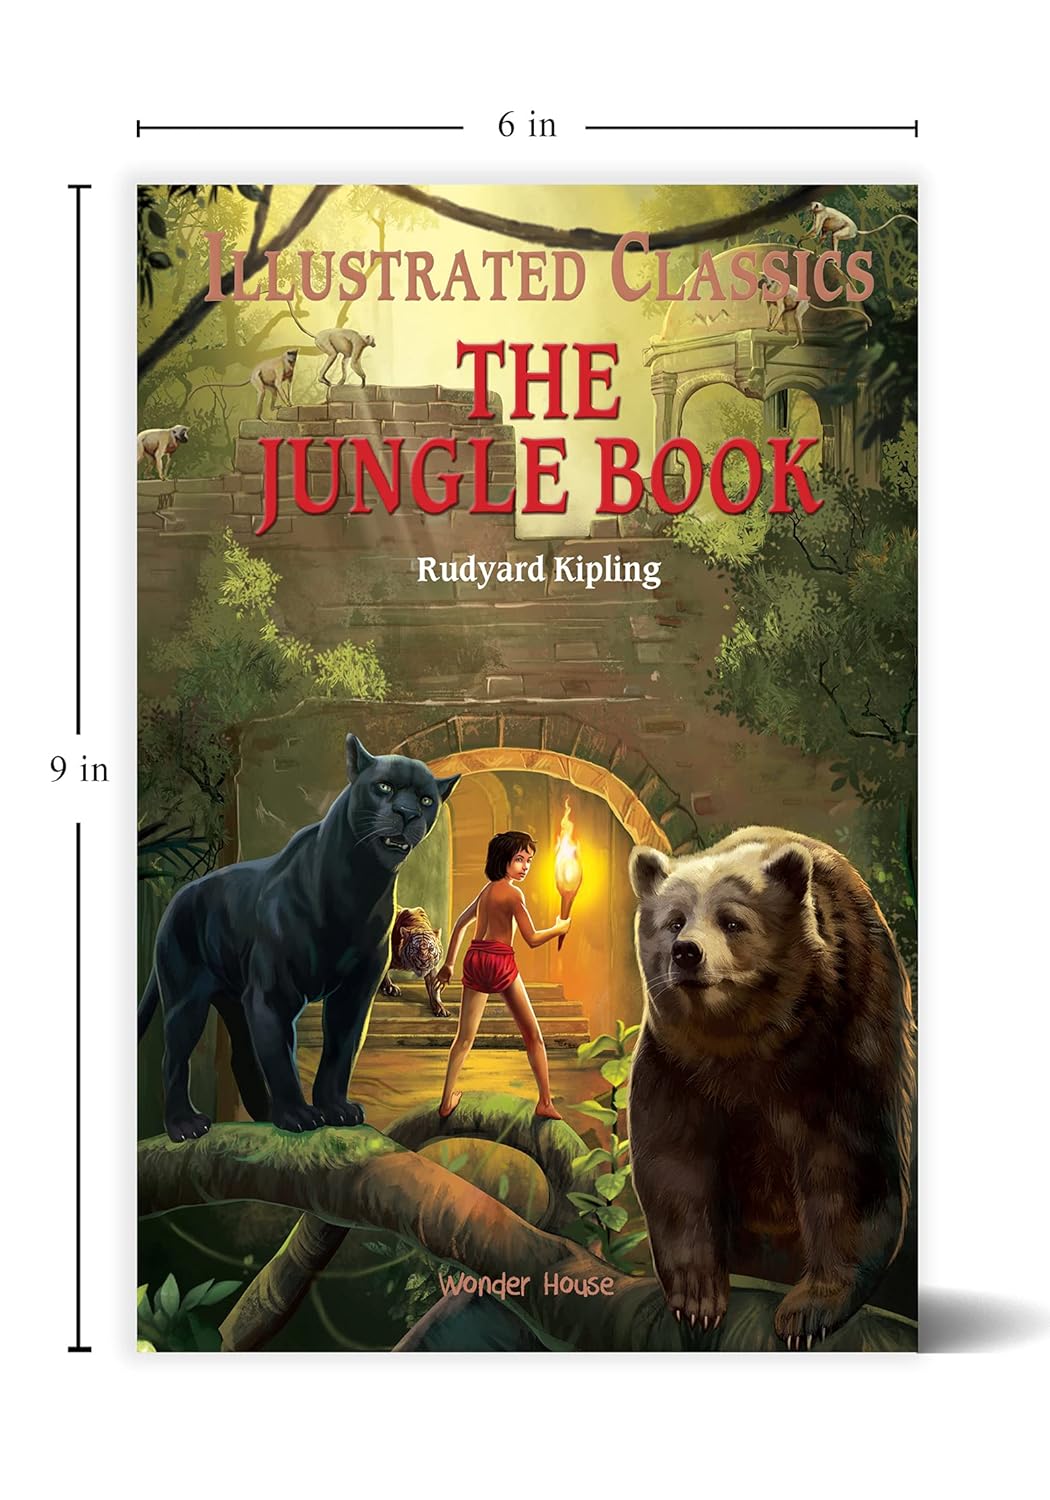 6 in
9 in
ILLUSTRATED CLASSICS
THE
JUNGLE BOOK
Rudyard Kipling
Wonder House